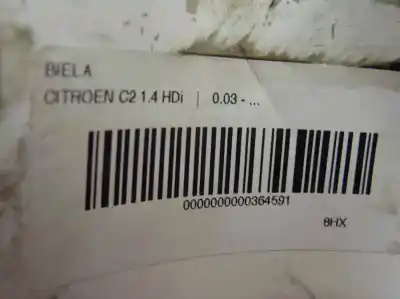 BIELA
CITROEN C2 1.4 HDi | 0.03 - ...
0000000000364591
8HX